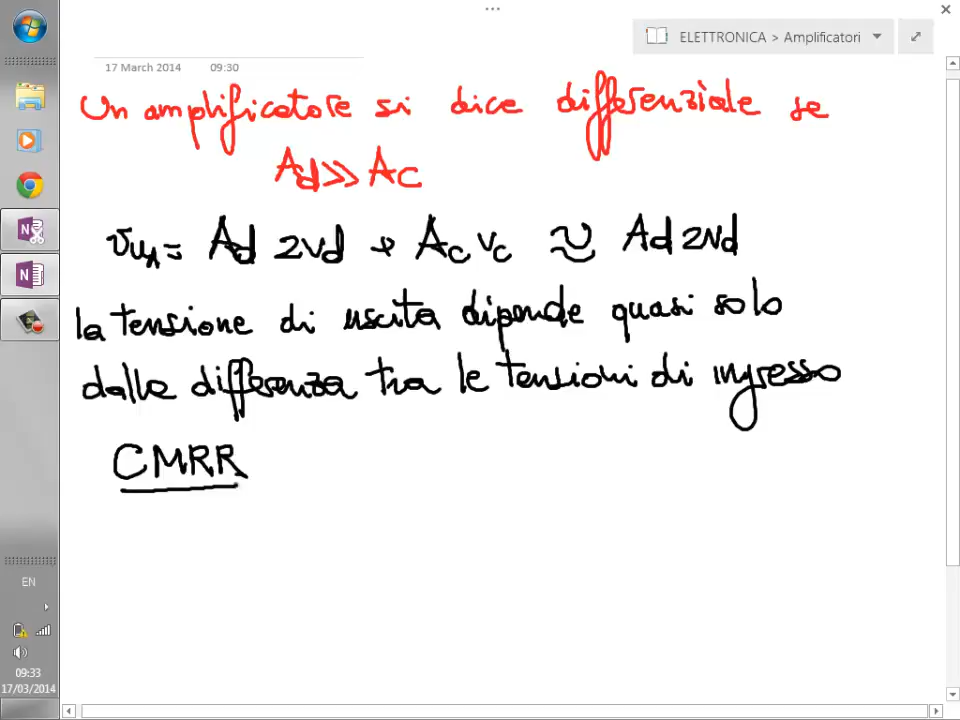 ELETTRONICA > Amplificatori
17 March 2014 09:30
Un amplificatore si dice differenziale se
Ad >> Ac
vu1 = Ad 2vd + Ac vc ≈ Ad 2vd
la tensione di uscita dipende quasi solo
dalla differenza tra le tensioni di ingresso
CMRR
EN
09:33
17/03/2014